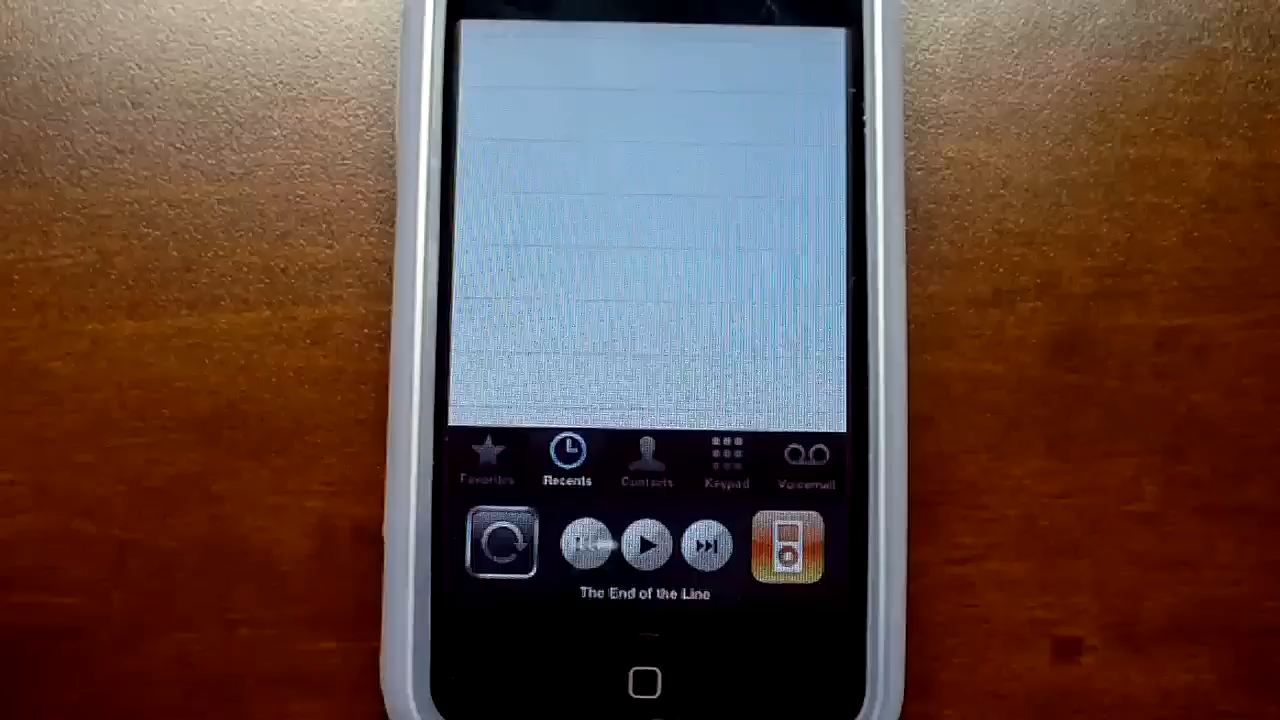 Favorites Recents Contacts Keypad Voicemail
The End of the Line